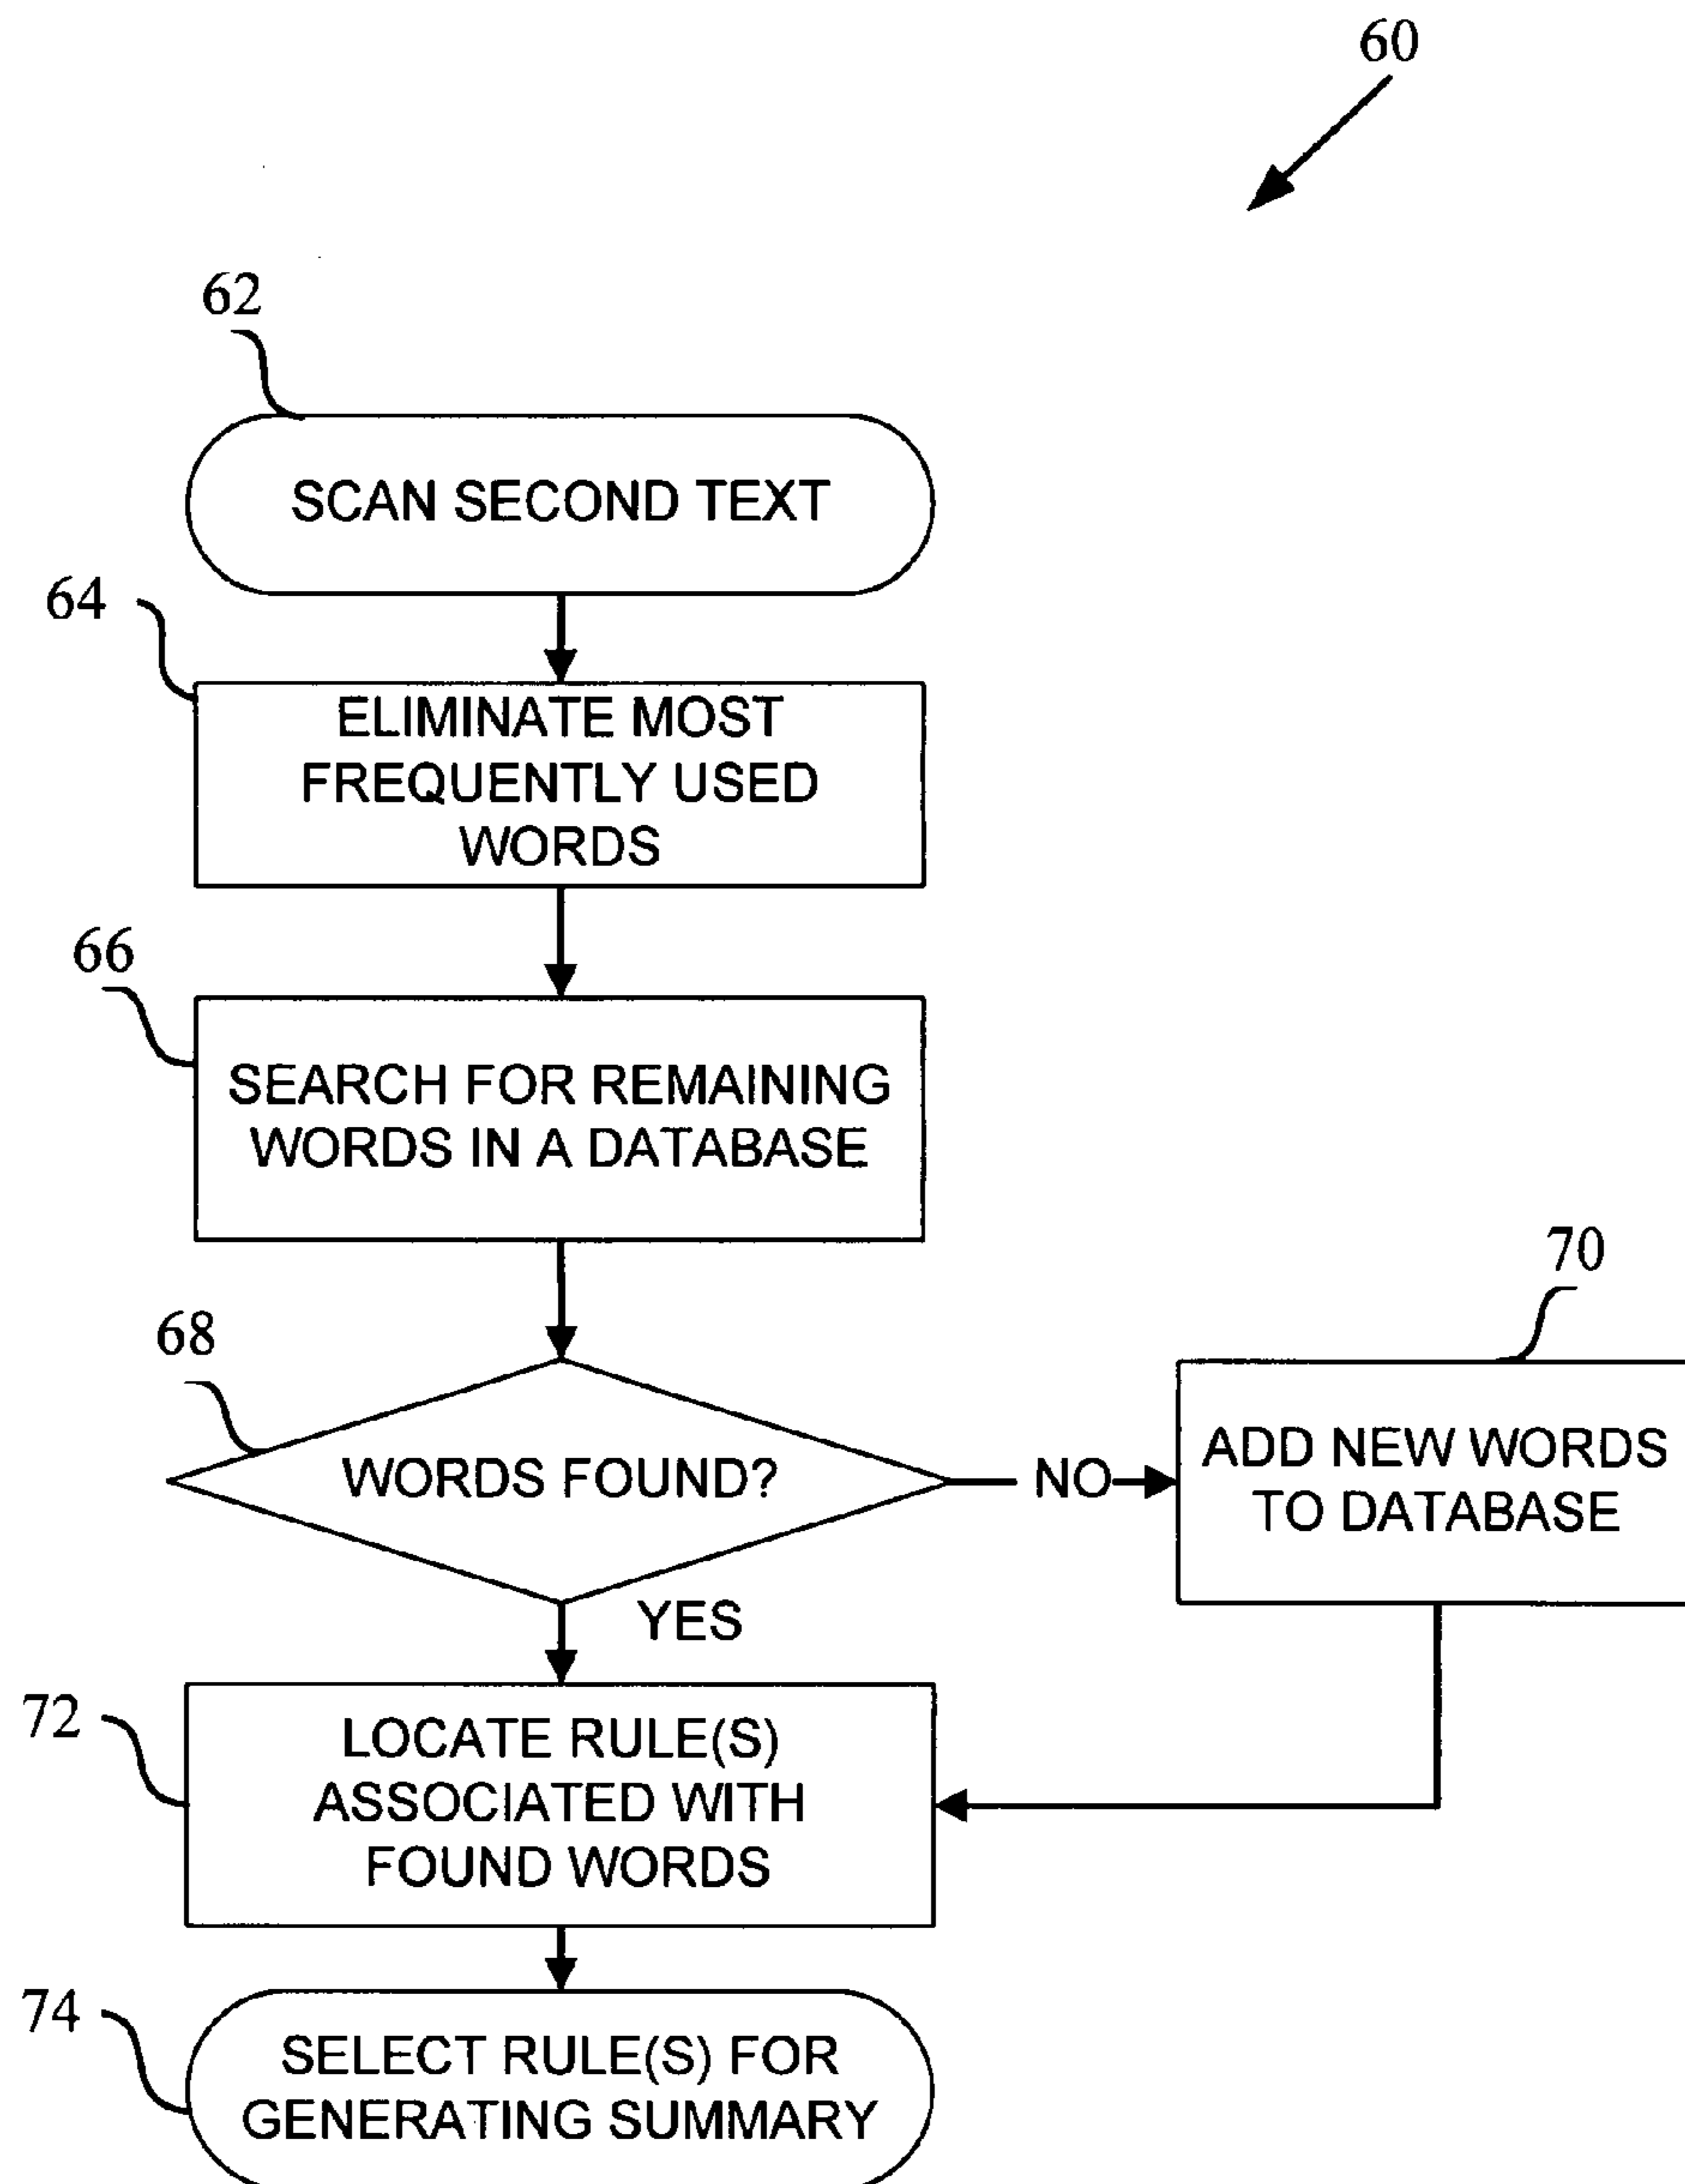 60
62
SCAN SECOND TEXT
64
ELIMINATE MOST
FREQUENTLY USED
WORDS
66
SEARCH FOR REMAINING
WORDS IN A DATABASE
68
WORDS FOUND?
NO
70
ADD NEW WORDS
TO DATABASE
YES
72
LOCATE RULE(S)
ASSOCIATED WITH
FOUND WORDS
74
SELECT RULE(S) FOR
GENERATING SUMMARY